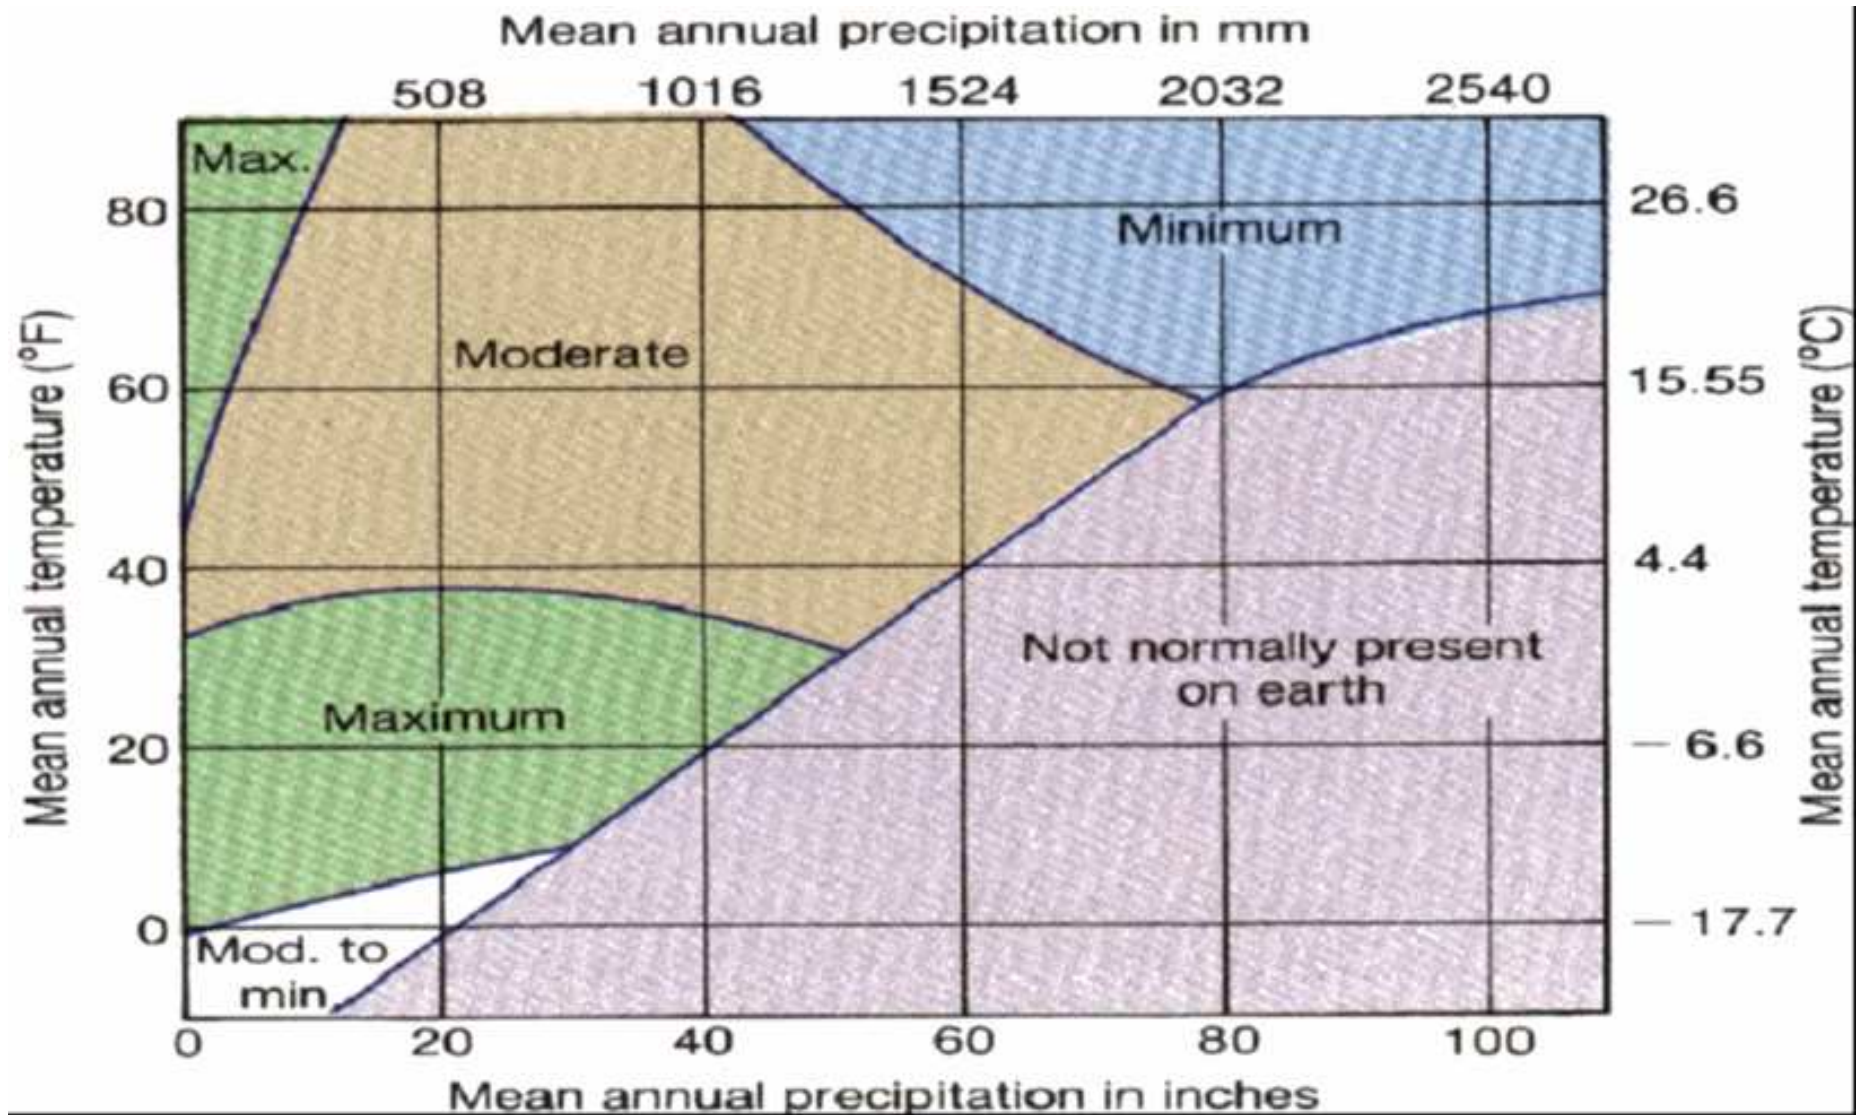 Mean annual precipitation in mm
508 1016 1524 2032 2540
Max.
80 26.6
Minimum
Moderate
60 15.55
Mean annual temperature (°F)
Mean annual temperature (°C)
40 4.4
Not normally present
on earth
Maximum
20 − 6.6
0 − 17.7
Mod. to
min.
0 20 40 60 80 100
Mean annual precipitation in inches